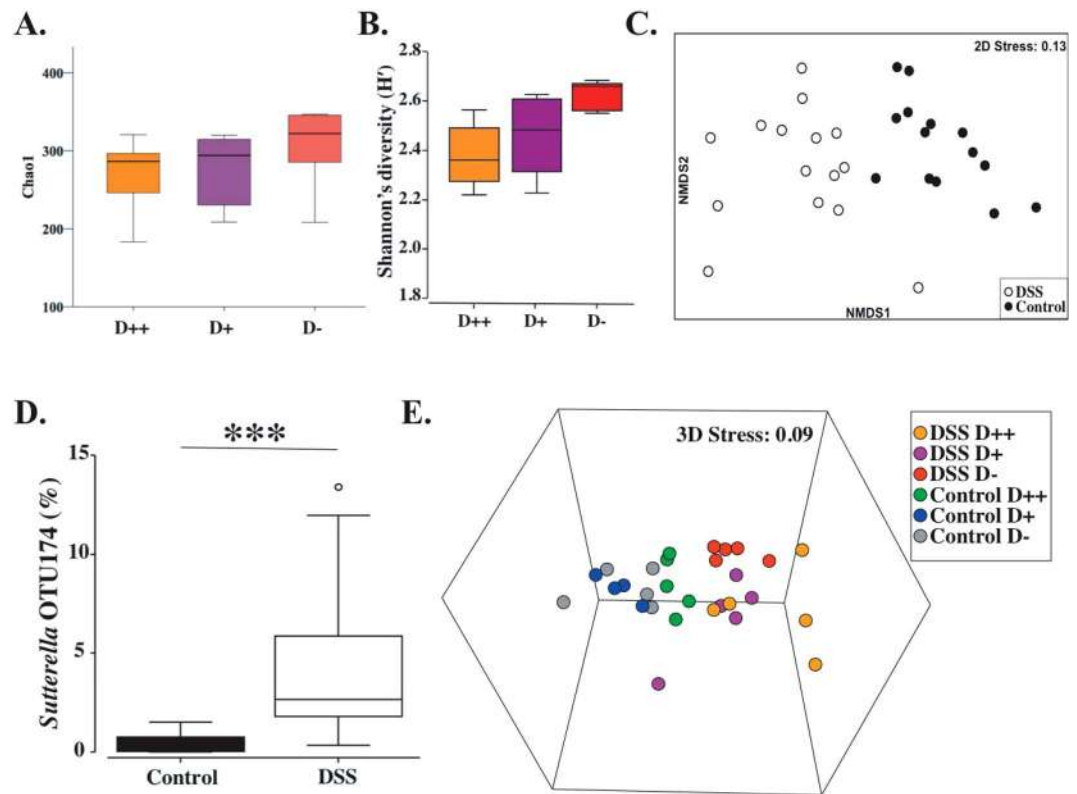 A.
400
300
200
100
Chao1
D++ D+ D-
B.
2.8
2.6
2.4
2.2
2.0
1.8
Shannon's diversity (H')
D++ D+ D-
C.
2D Stress: 0.13
NMDS2
NMDS1
DSS
Control
D.
***
15
10
5
0
Sutterella OTU174 (%)
Control DSS
E.
3D Stress: 0.09
DSS D++
DSS D+
DSS D-
Control D++
Control D+
Control D-